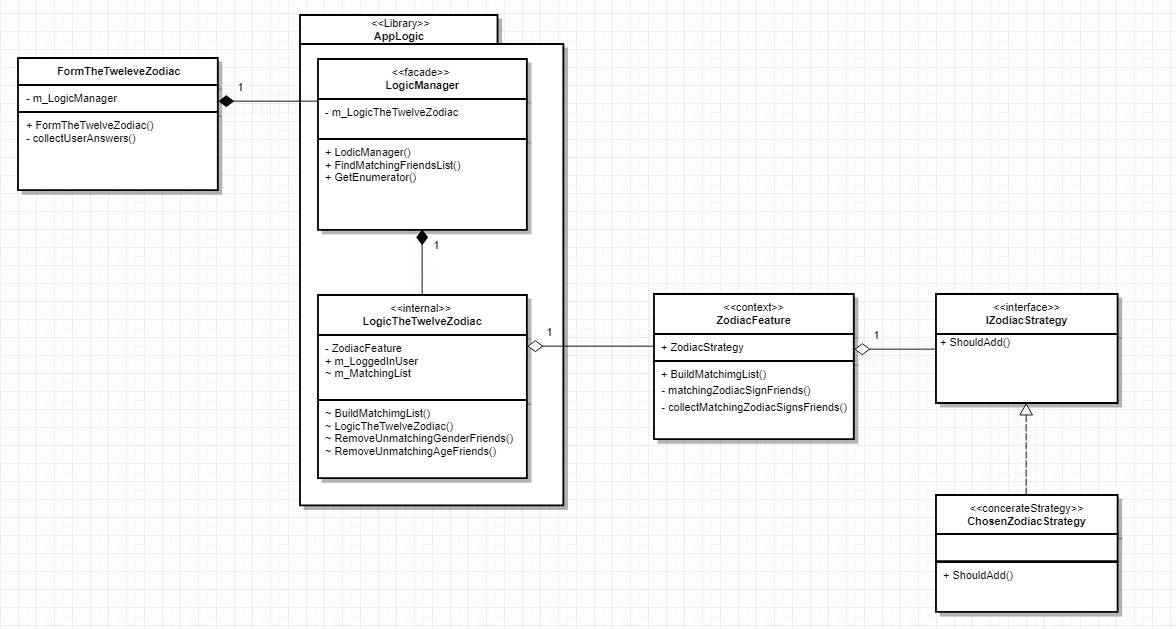 <<Library>>
AppLogic
FormTheTweleveZodiac
- m_LogicManager
+ FormTheTwelveZodiac()
- collectUserAnswers()
1
<<facade>>
LogicManager
- m_LogicTheTwelveZodiac
+ LodicManager()
+ FindMatchingFriendsList()
+ GetEnumerator()
1
<<internal>>
LogicTheTwelveZodiac
- ZodiacFeature
+ m_LoggedInUser
~ m_MatchingList
~ BuildMatchimgList()
~ LogicTheTwelveZodiac()
~ RemoveUnmatchingGenderFriends()
~ RemoveUnmatchingAgeFriends()
1
<<context>>
ZodiacFeature
+ ZodiacStrategy
+ BuildMatchimgList()
- matchingZodiacSignFriends()
- collectMatchingZodiacSignsFriends()
1
<<interface>>
IZodiacStrategy
+ ShouldAdd()
<<concerateStrategy>>
ChosenZodiacStrategy
+ ShouldAdd()